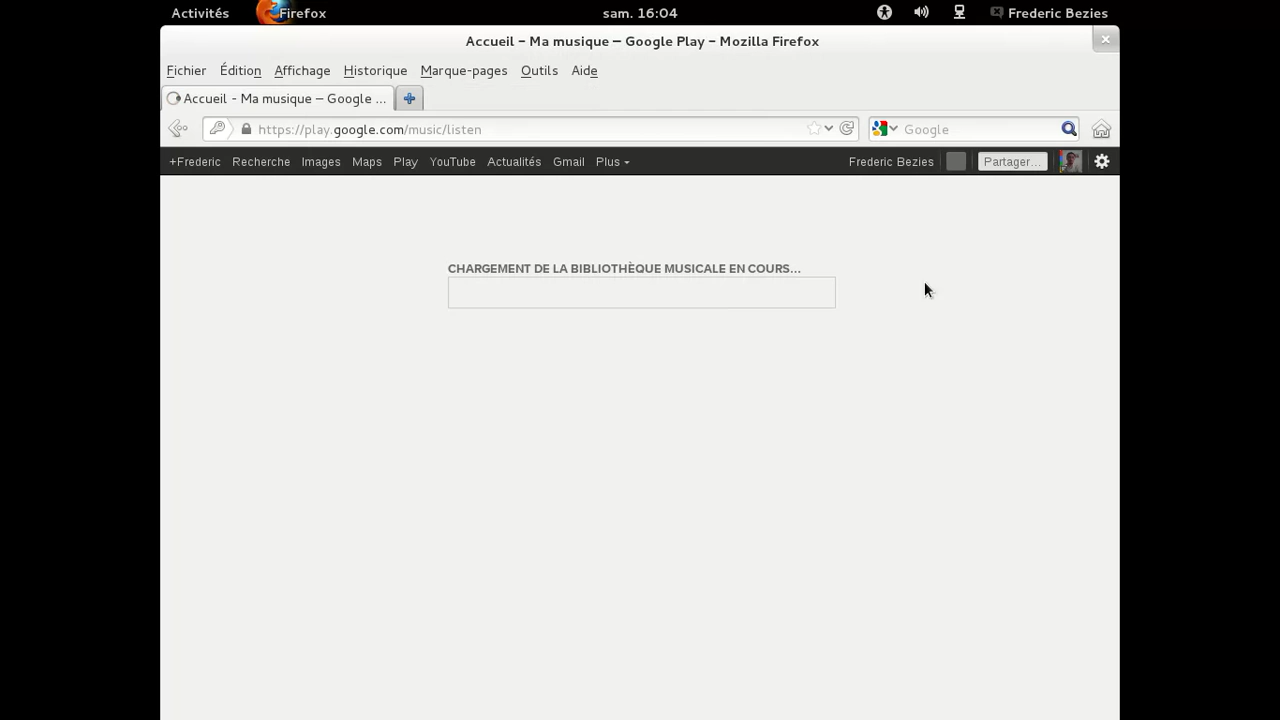 Activités Firefox sam. 16:04 Frederic Bezies
Accueil – Ma musique – Google Play – Mozilla Firefox
Fichier Édition Affichage Historique Marque-pages Outils Aide
Accueil - Ma musique – Google ...
https://play.google.com/music/listen Google
+Frederic Recherche Images Maps Play YouTube Actualités Gmail Plus Frederic Bezies Partager...
CHARGEMENT DE LA BIBLIOTHÈQUE MUSICALE EN COURS...